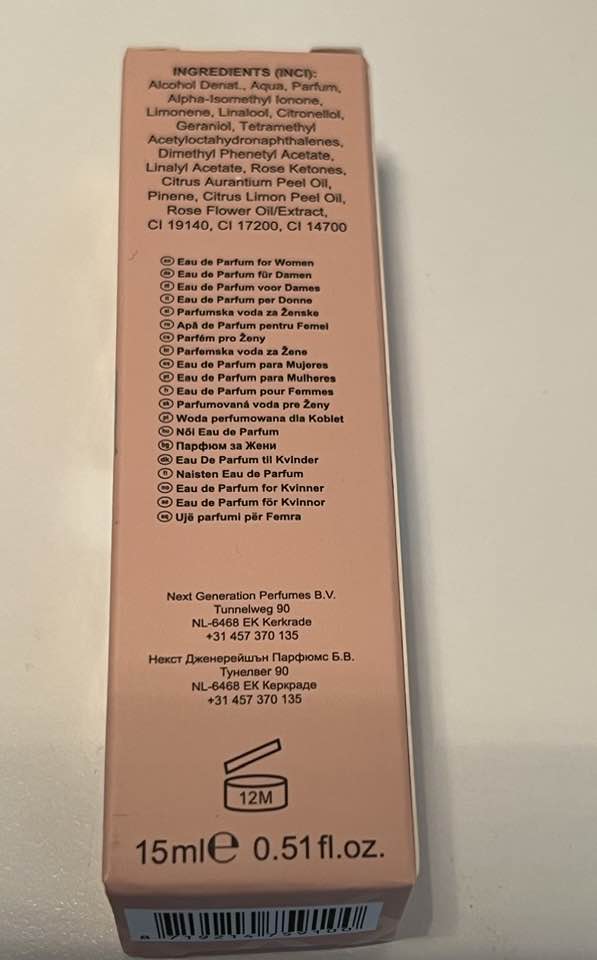 INGREDIENTS (INCI):
Alcohol Denat., Aqua, Parfum,
Alpha-Isomethyl Ionone,
Limonene, Linalool, Citronellol,
Geraniol, Tetramethyl
Acetyloctahydronaphthalenes,
Dimethyl Phenetyl Acetate,
Linalyl Acetate, Rose Ketones,
Citrus Aurantium Peel Oil,
Pinene, Citrus Limon Peel Oil,
Rose Flower Oil/Extract,
CI 19140, CI 17200, CI 14700
Eau de Parfum for Women
Eau de Parfum für Damen
Eau de Parfum voor Dames
Eau de Parfum per Donne
Parfumska voda za Ženske
Apă de Parfum pentru Femei
Parfém pro Ženy
Parfemska voda za Žene
Eau de Parfum para Mujeres
Eau de Parfum para Mulheres
Eau de Parfum pour Femmes
Parfumovaná voda pre Ženy
Woda perfumowana dla Kobiet
Női Eau de Parfum
Парфюм за Жени
dk Eau De Parfum til Kvinder
fi Naisten Eau de Parfum
no Eau de Parfum for Kvinner
Eau de Parfum för Kvinnor
Ujë parfumi për Femra
Next Generation Perfumes B.V.
Tunnelweg 90
NL-6468 EK Kerkrade
+31 457 370 135
Некст Дженерейшън Парфюмс Б.В.
Тунелвег 90
NL-6468 ЕК Керкраде
+31 457 370 135
12M
15ml℮ 0.51fl.oz.